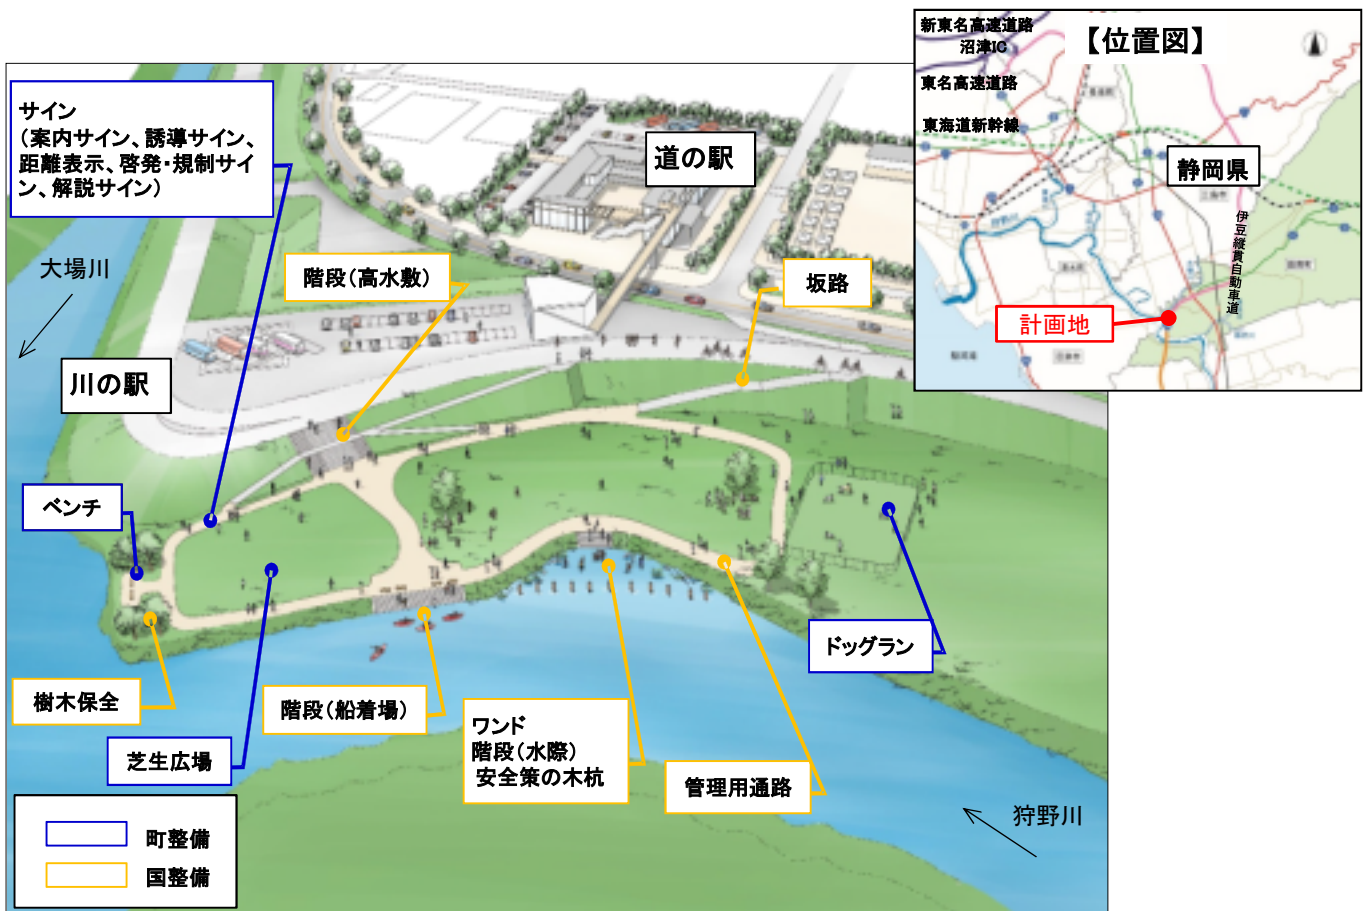 新東名高速道路
沼津IC
【位置図】
東名高速道路
東海道新幹線
静岡県
伊豆縦貫自動車道
計画地
サイン
(案内サイン、誘導サイン、
距離表示、啓発・規制サイ
ン、解説サイン)
道の駅
大場川
階段(高水敷)
坂路
川の駅
ベンチ
ドッグラン
樹木保全
階段(船着場)
ワンド
階段(水際)
安全策の木杭
芝生広場
管理用通路
狩野川
町整備
国整備